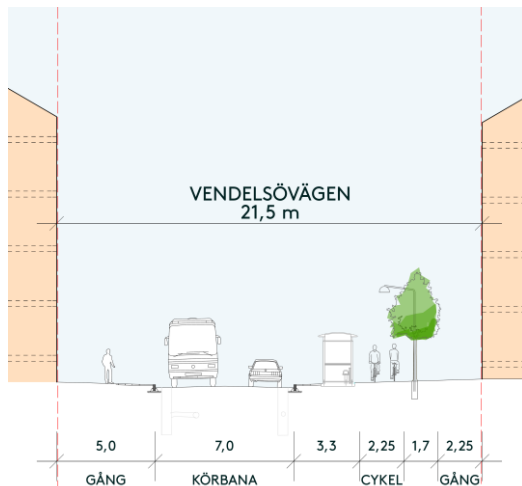 VENDELSÖVÄGEN
21,5 m
5,0 7,0 3,3 2,25 1,7 2,25
GÅNG KÖRBANA CYKEL GÅNG